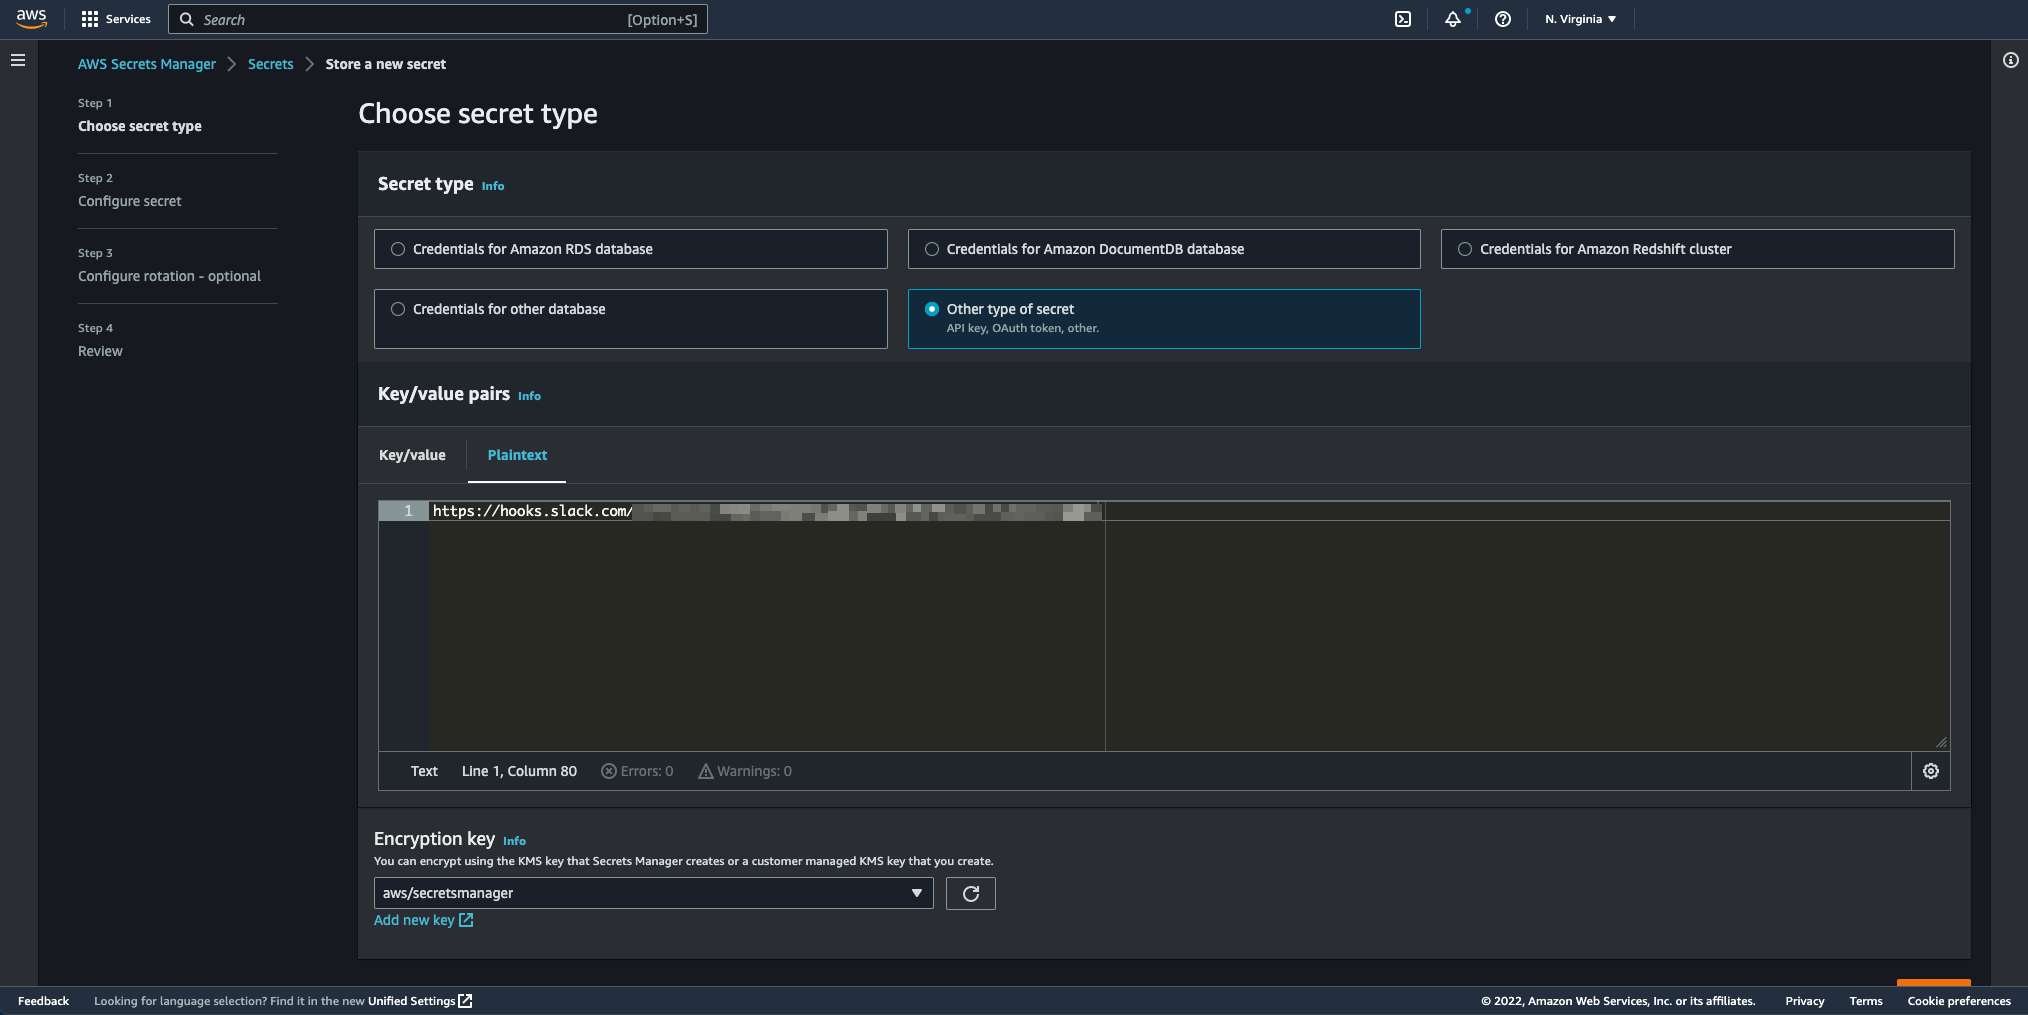 aws Services Search [Option+S] N. Virginia
AWS Secrets Manager Secrets Store a new secret
Step 1
Choose secret type
Step 2
Configure secret
Step 3
Configure rotation - optional
Step 4
Review
Choose secret type
Secret type Info
Credentials for Amazon RDS database
Credentials for Amazon DocumentDB database
Credentials for Amazon Redshift cluster
Credentials for other database
Other type of secret
API key, OAuth token, other.
Key/value pairs Info
Key/value Plaintext
1 https://hooks.slack.com/
Text Line 1, Column 80 Errors: 0 Warnings: 0
Encryption key Info
You can encrypt using the KMS key that Secrets Manager creates or a customer managed KMS key that you create.
aws/secretsmanager
Add new key
Feedback Looking for language selection? Find it in the new Unified Settings © 2022, Amazon Web Services, Inc. or its affiliates. Privacy Terms Cookie preferences